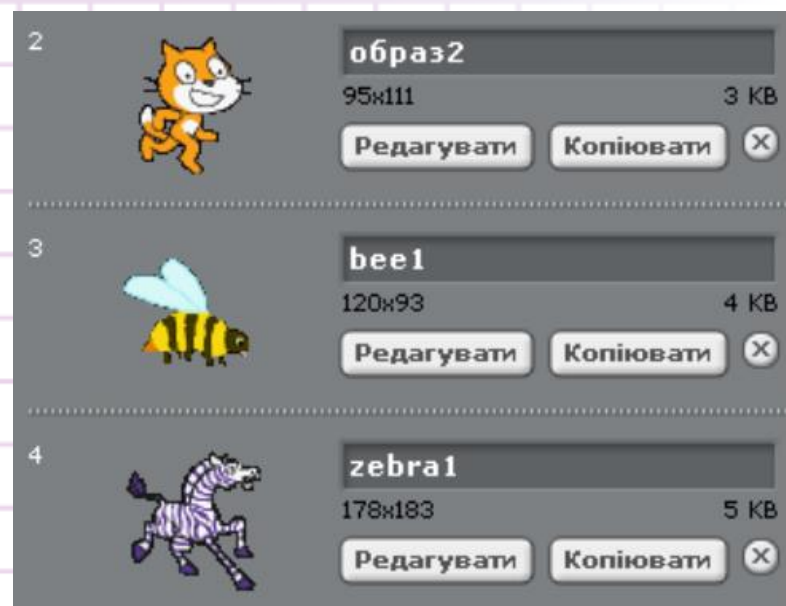 2
образ2
95x111 3 KB
Редагувати Копіювати
3
bee1
120x93 4 KB
Редагувати Копіювати
4
zebra1
178x183 5 KB
Редагувати Копіювати